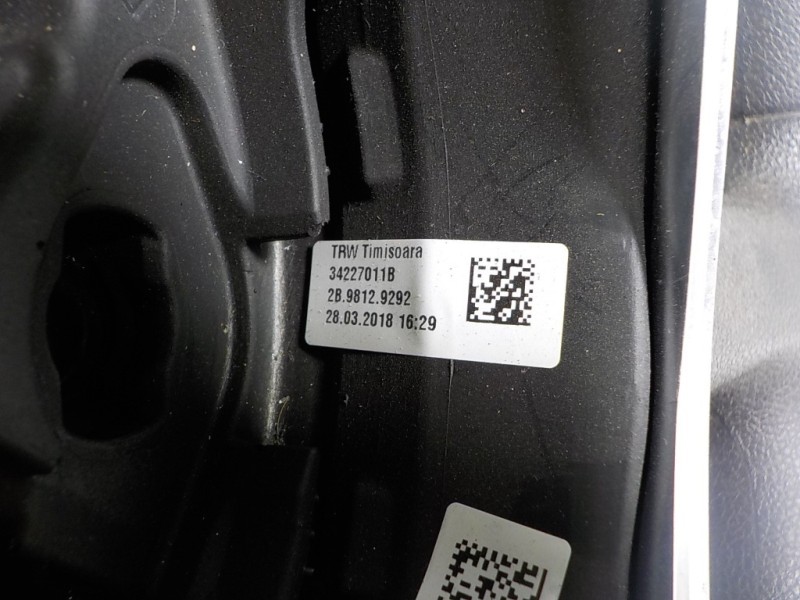 TRW Timisoara
34227011B
2B.9812.9292
28.03.2018 16:29